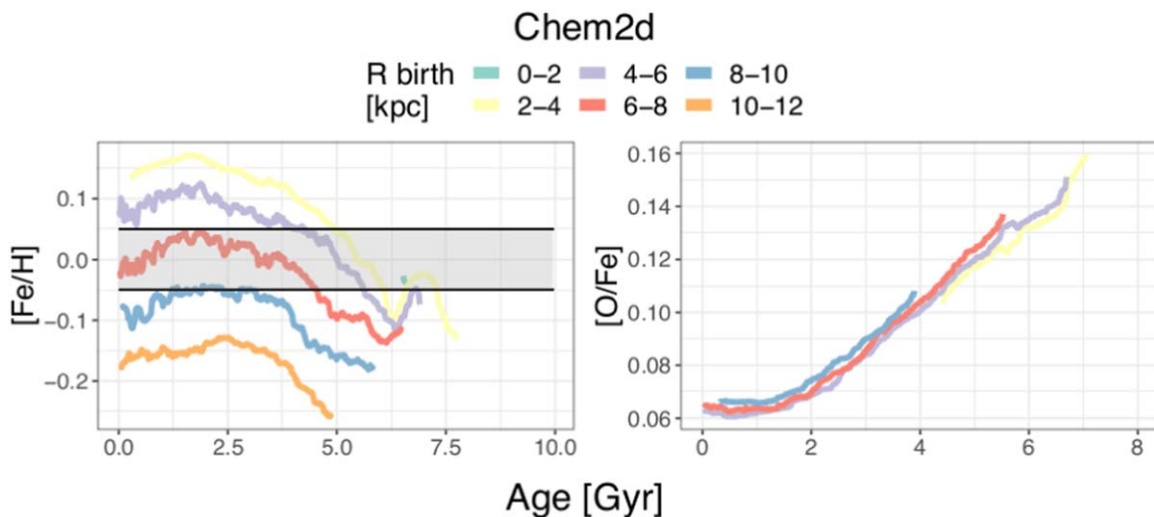 Chem2d
R birth 0−2 4−6 8−10
[kpc] 2−4 6−8 10−12
[Fe/H]
0.1
0.0
−0.1
−0.2
0.0 2.5 5.0 7.5 10.0
[O/Fe]
0.16
0.14
0.12
0.10
0.08
0.06
0 2 4 6 8
Age [Gyr]